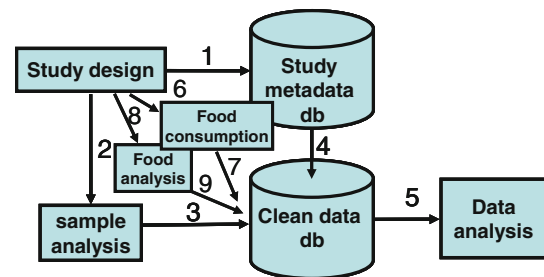 Study design
1
Study
metadata
db
6
8
Food
consumption
2
Food
analysis
7
4
9
sample
analysis
3
Clean data
db
5
Data
analysis